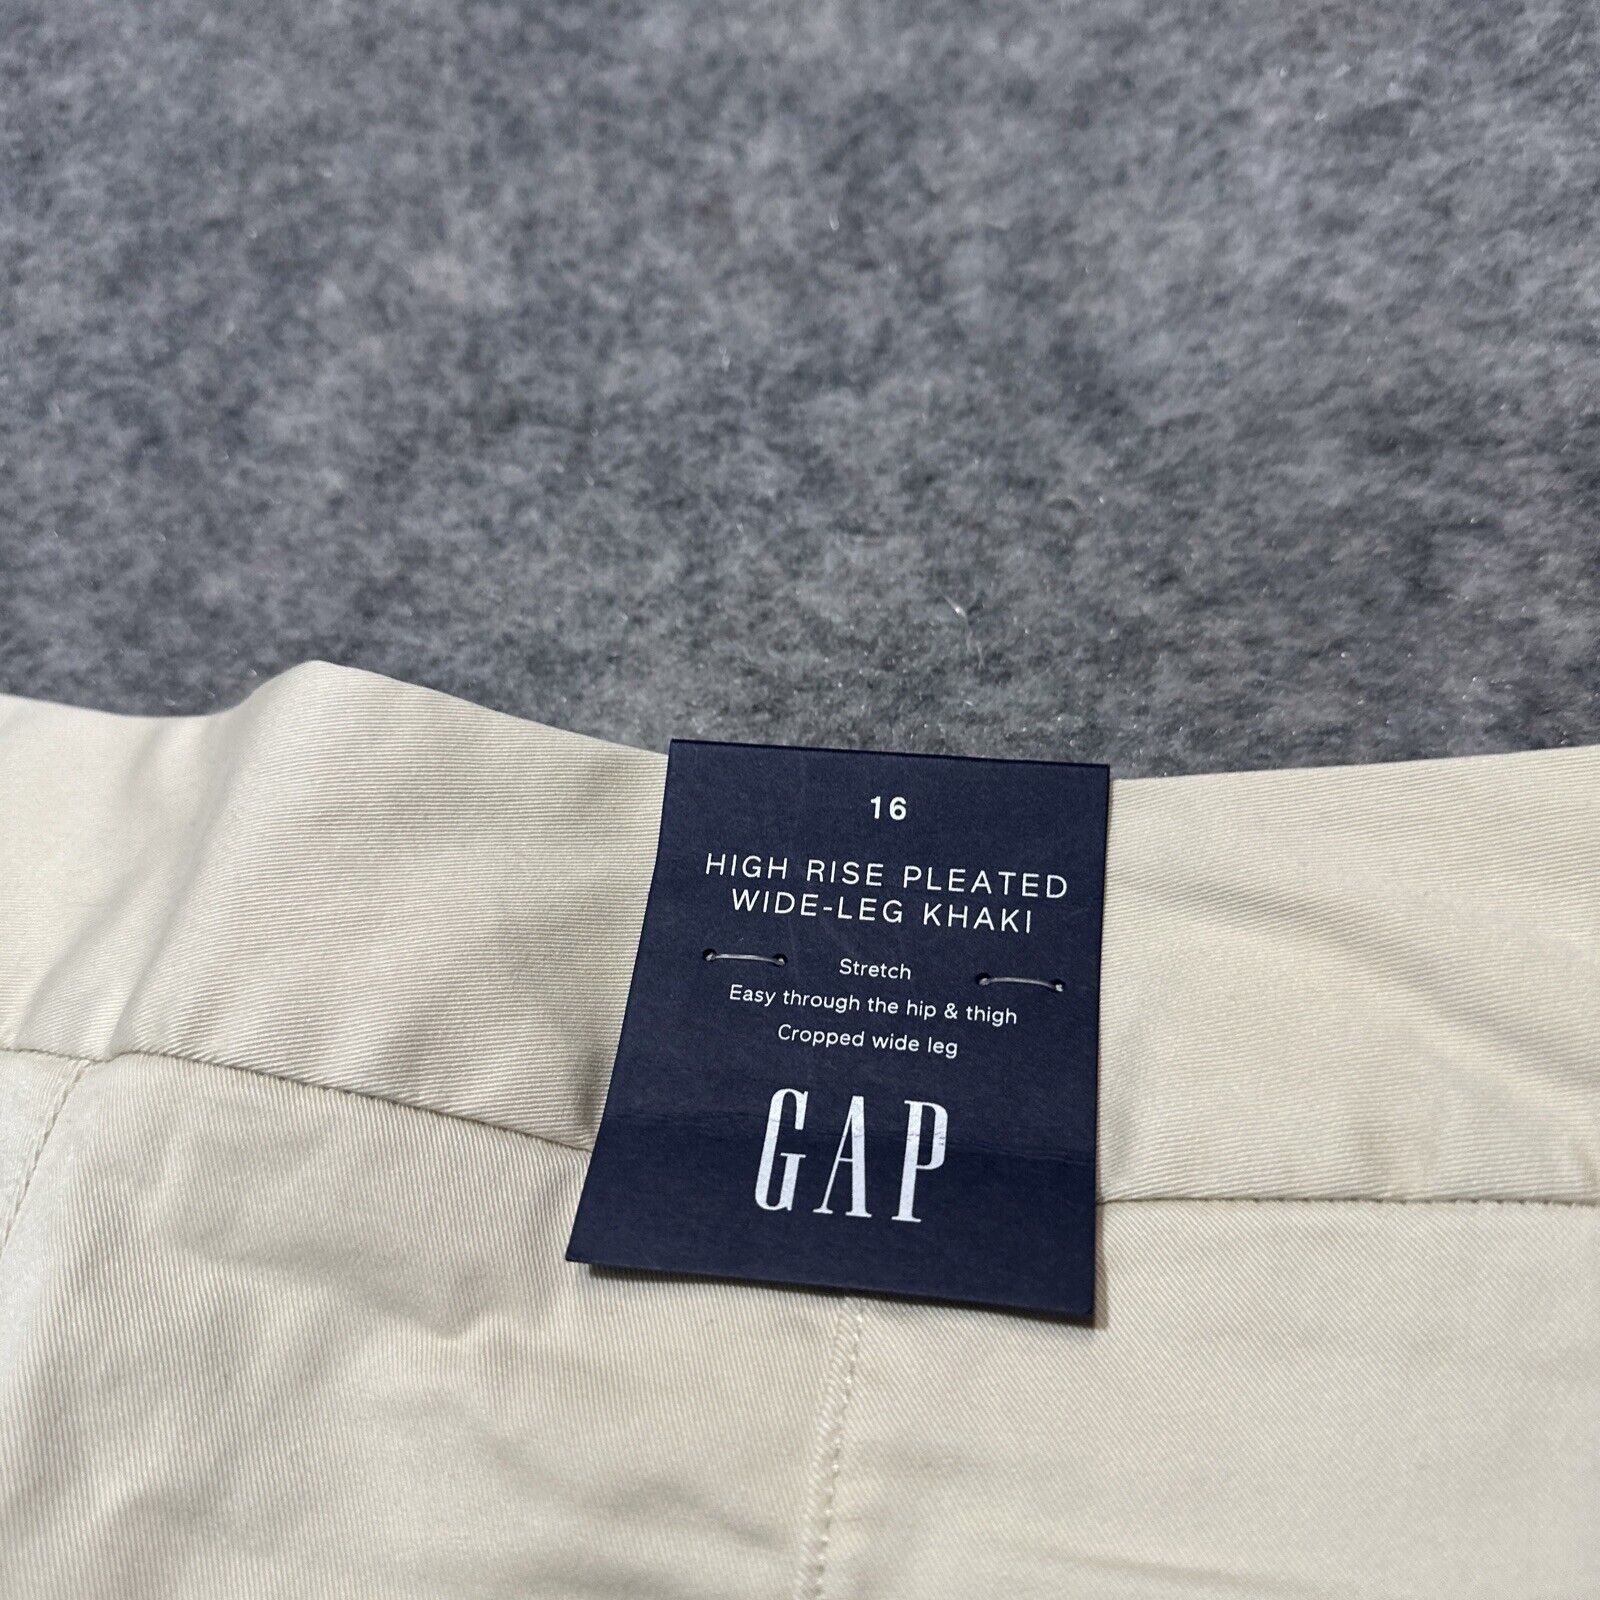 16
HIGH RISE PLEATED
WIDE-LEG KHAKI
Stretch
Easy through the hip & thigh
Cropped wide leg
GAP